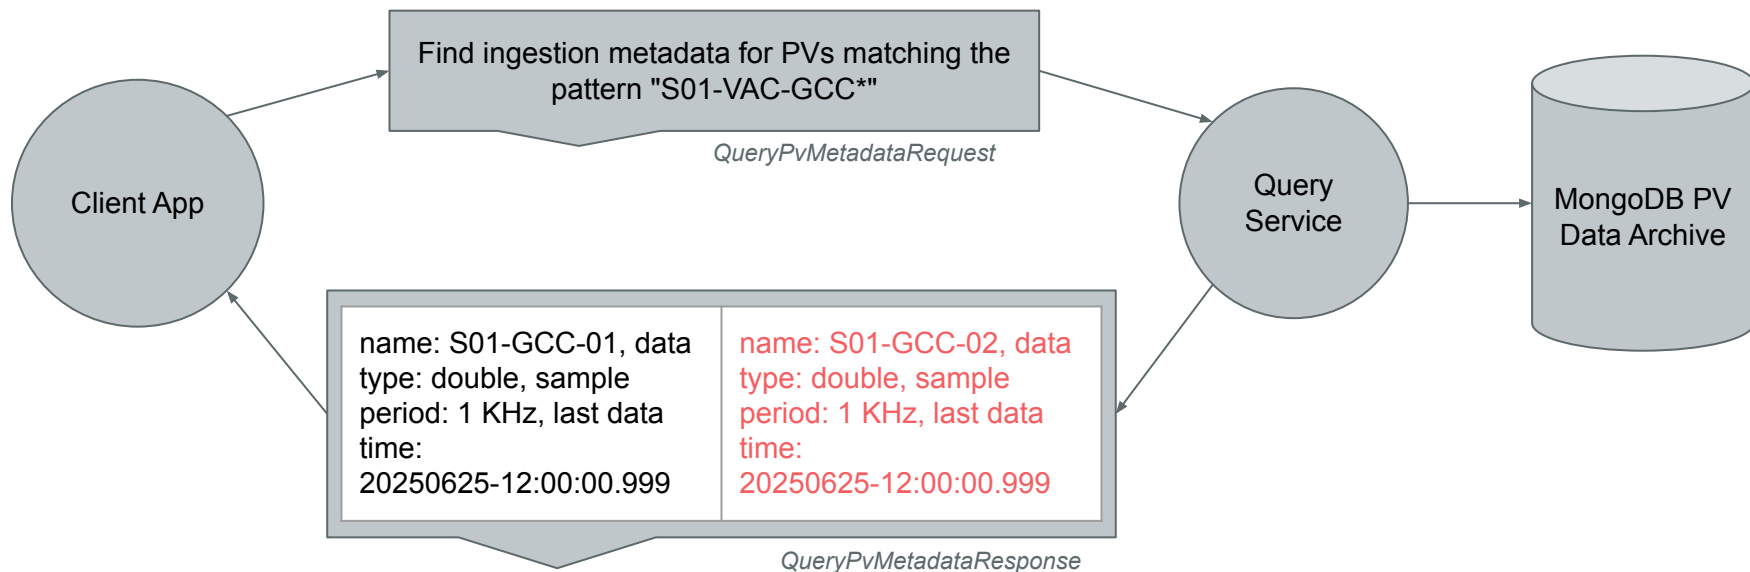 Find ingestion metadata for PVs matching the
pattern "S01-VAC-GCC*"
QueryPvMetadataRequest
Client App
Query
Service
MongoDB PV
Data Archive
name: S01-GCC-01, data
type: double, sample
period: 1 KHz, last data
time:
20250625-12:00:00.999
name: S01-GCC-02, data
type: double, sample
period: 1 KHz, last data
time:
20250625-12:00:00.999
QueryPvMetadataResponse